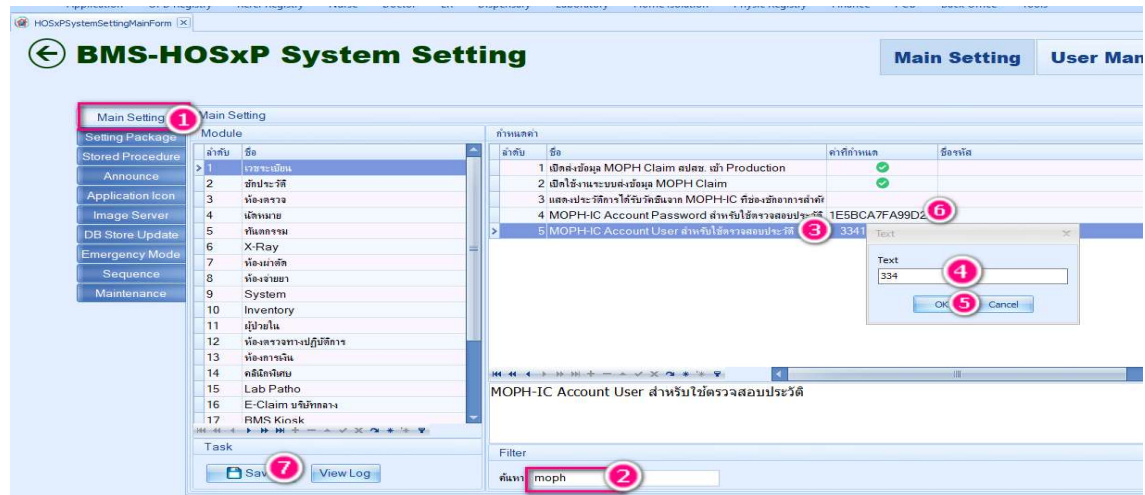 HOSxPSystemSettingMainForm
BMS-HOSxP System Setting
Main Setting
User Man
Main Setting
1
Setting Package
Stored Procedure
Announce
Application Icon
Image Server
DB Store Update
Emergency Mode
Sequence
Maintenance
Main Setting
Module
ลำดับ ชื่อ
1 เวชระเบียน
2 ซักประวัติ
3 ห้องตรวจ
4 นัดหมาย
5 ทันตกรรม
6 X-Ray
7 ห้องผ่าตัด
8 ห้องจ่ายยา
9 System
10 Inventory
11 ผู้ป่วยใน
12 ห้องตรวจทางปฏิบัติการ
13 ห้องการเงิน
14 คลินิกพิเศษ
15 Lab Patho
16 E-Claim บริษัทกลาง
17 BMS Kiosk
Task
Save 7 View Log
กำหนดค่า
ลำดับ ชื่อ ค่าที่กำหนด ชื่อรหัส
1 เปิดส่งข้อมูล MOPH Claim สปสช. เข้า Production
2 เปิดใช้งานระบบส่งข้อมูล MOPH Claim
3 แสดงประวัติการได้รับวัคซีนจาก MOPH-IC ที่ช่องซักอาการสำคั
4 MOPH-IC Account Password สำหรับใช้ตรวจสอบประวัติ 1E5BCA7FA99D2 6
5 MOPH-IC Account User สำหรับใช้ตรวจสอบประวัติ 3 3341
Text
Text
334 4
OK 5 Cancel
MOPH-IC Account User สำหรับใช้ตรวจสอบประวัติ
Filter
ค้นหา moph 2